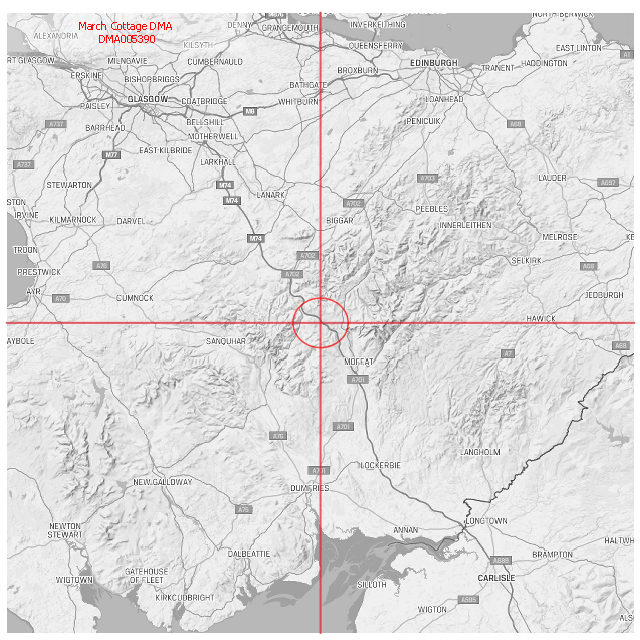 March Cottage DMA
DMA005390
NORTH BERWICK
INVERKEITHING
DENNY
GRANGEMOUTH
ALEXANDRIA
KILSYTH
QUEENSFERRY
EAST LINTON
MILNGAVIE
CUMBERNAULD
EDINBURGH
HADDINGTON
RT GLASGOW
BROXBURN
TRANENT
ERSKINE
BISHOPBRIGGS
BATHGATE
GLASGOW
COATBRIDGE
WHITBURN
LOANHEAD
PAISLEY
M8
BARRHEAD
BELLSHILL
PENICUIK
A737
A68
MOTHERWELL
M77
EAST KILBRIDE
LARKHALL
A737
STEWARTON
M74
LANARK
A703
LAUDER
A697
STON
M74
A702
PEEBLES
IRVINE
KILMARNOCK
DARVEL
BIGGAR
INNERLEITHEN
M74
MELROSE
KE
TROON
A702
SELKIRK
PRESTWICK
A76
A702
A68
AYR
A70
CUMNOCK
JEDBURGH
HAWICK
AYBOLE
SANQUHAR
A7
A68
MOFFAT
A701
A701
LANGHOLM
LOCKERBIE
A701
NEW GALLOWAY
DUMFRIES
A75
LONGTOWN
NEWTON
STEWART
ANNAN
DALBEATTIE
BRAMPTON
HALTWH
A689
WIGTOWN
GATEHOUSE
OF FLEET
CARLISLE
SILLOTH
KIRKCUDBRIGHT
A595
WIGTON
ALS